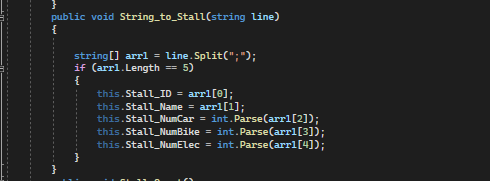 }
public void String_to_Stall(string line)
{
string[] arr1 = line.Split(";");
if (arr1.Length == 5)
{
this.Stall_ID = arr1[0];
this.Stall_Name = arr1[1];
this.Stall_NumCar = int.Parse(arr1[2]);
this.Stall_NumBike = int.Parse(arr1[3]);
this.Stall_NumElec = int.Parse(arr1[4]);
}
}